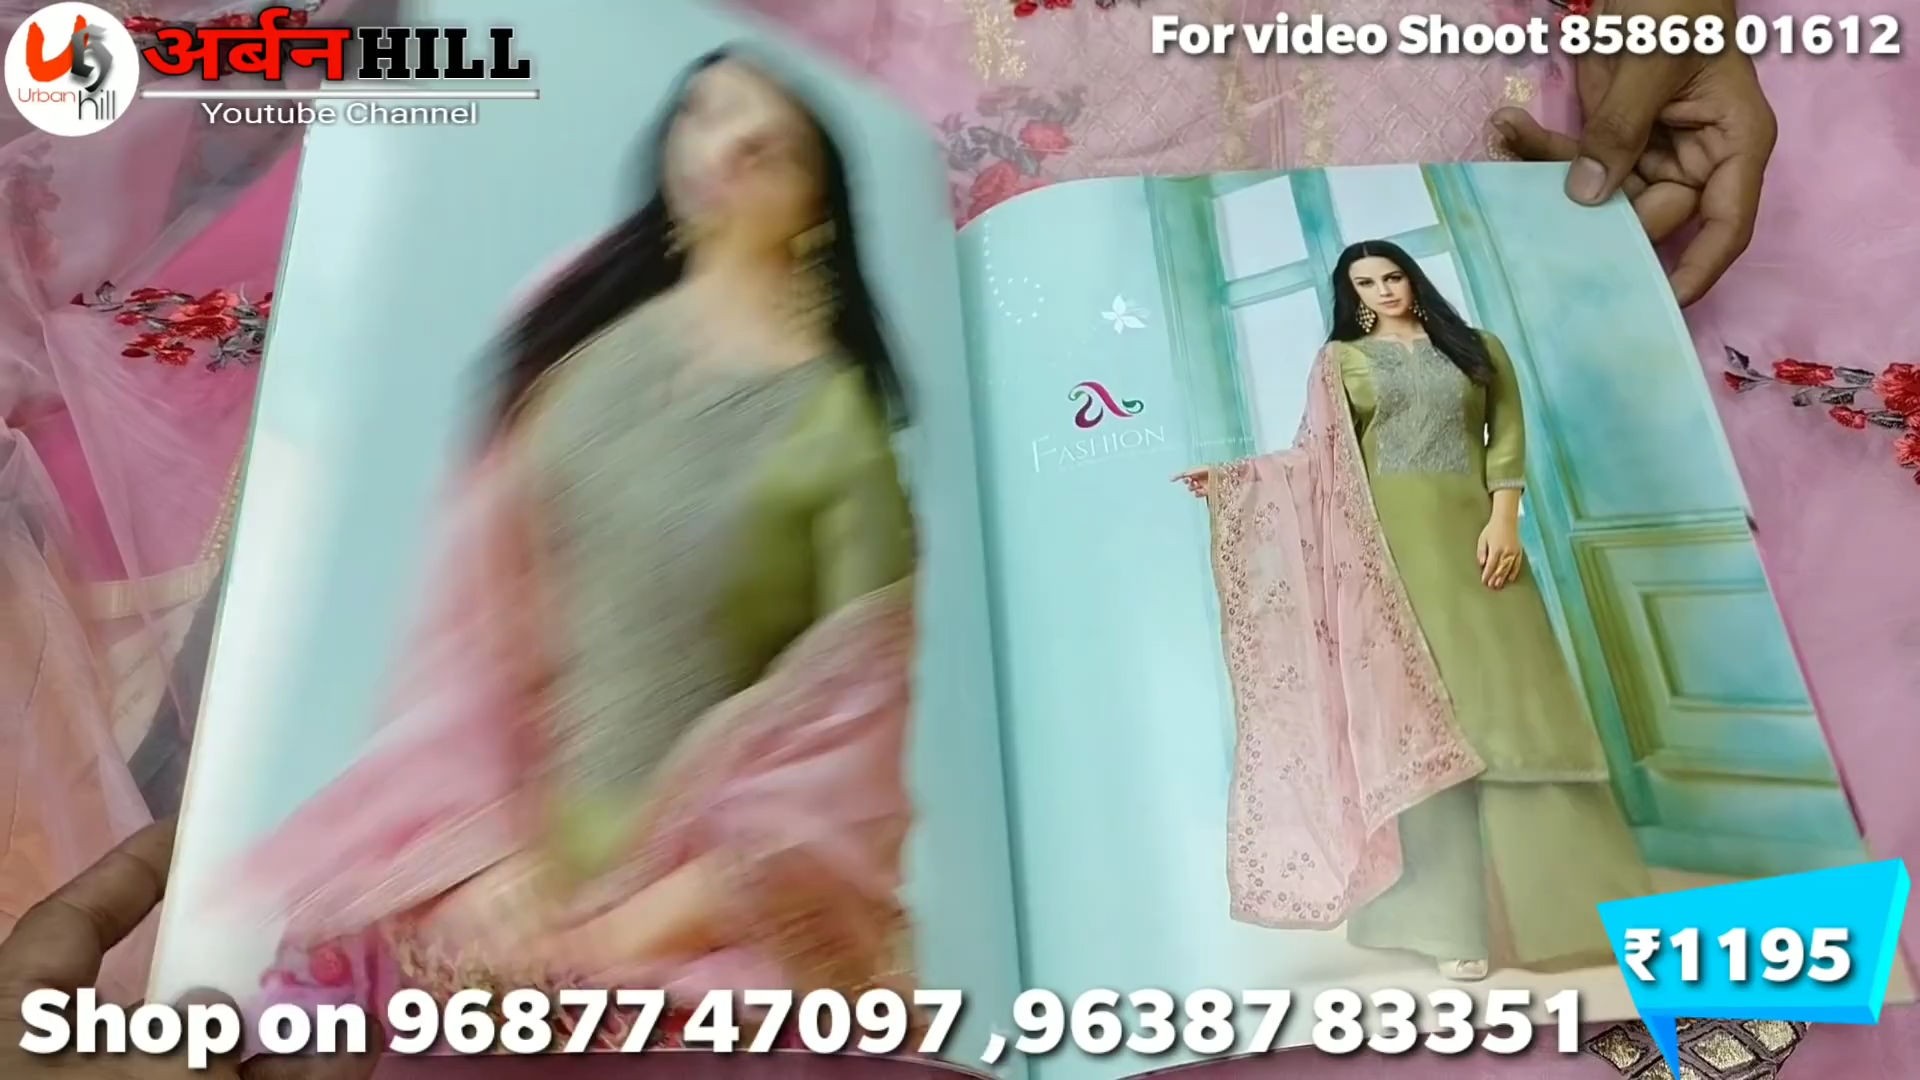 Urban
hill
अर्बन HILL
Youtube Channel
For video Shoot 85868 01612
FASHION
₹1195
Shop on 96877 47097 ,96387 83351